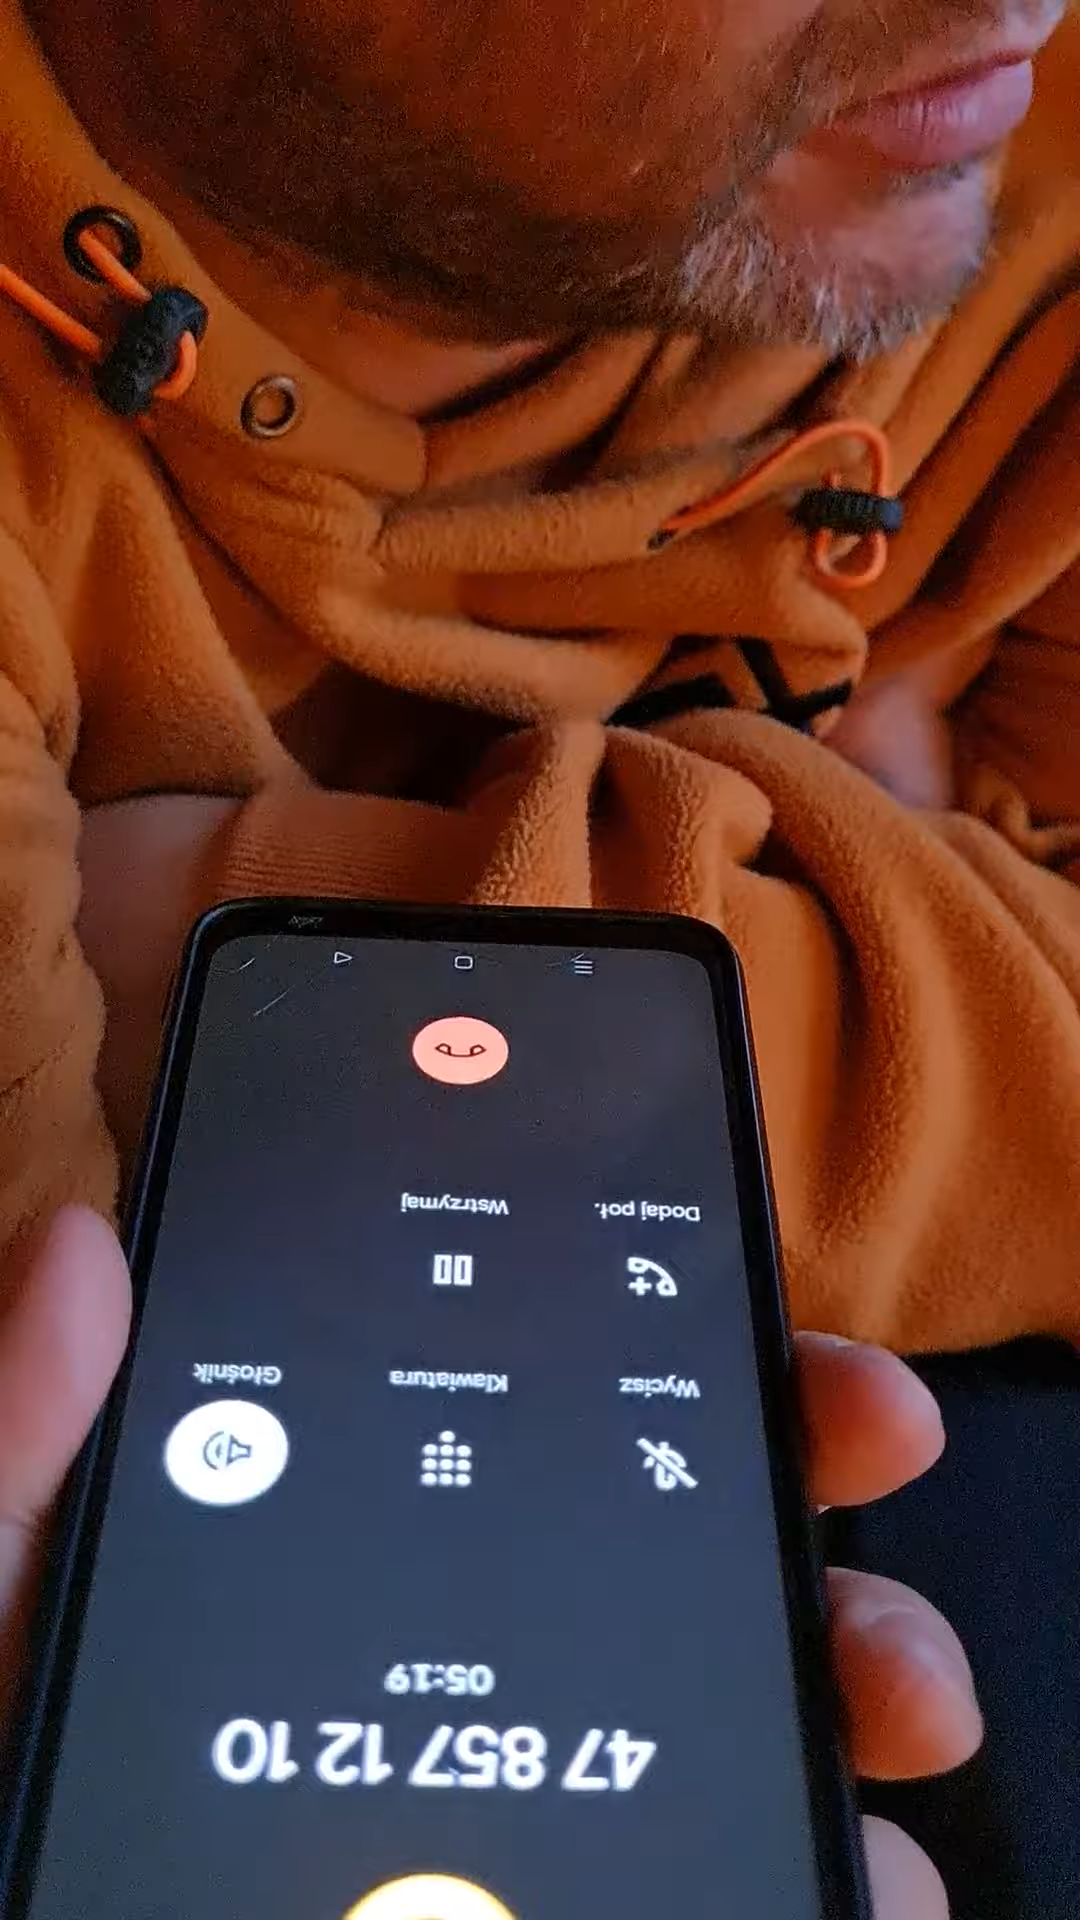 47 857 12 10
05:19
Wycisz
Klawiatura
Głośnik
Dodaj poł.
Wstrzymaj